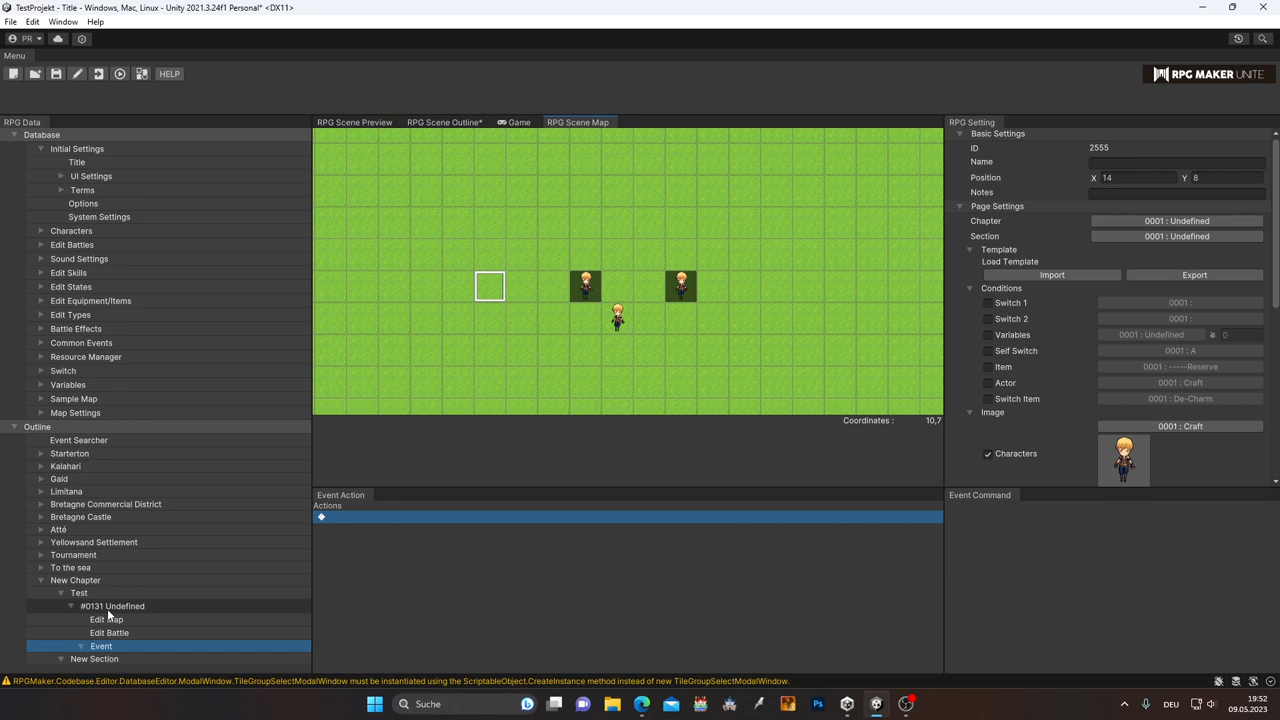 TestProjekt - Title - Windows, Mac, Linux - Unity 2021.3.24f1 Personal* <DX11>
File Edit Window Help
PR
Menu
HELP
RPG MAKER UNITE
RPG Data
RPG Scene Preview RPG Scene Outline* Game RPG Scene Map
RPG Setting
Database
Initial Settings
Title
UI Settings
Terms
Options
System Settings
Characters
Edit Battles
Sound Settings
Edit Skills
Edit States
Edit Equipment/Items
Edit Types
Battle Effects
Common Events
Resource Manager
Switch
Variables
Sample Map
Map Settings
Outline
Event Searcher
Starterton
Kalahari
Gald
Limitana
Bretagne Commercial District
Bretagne Castle
Atté
Yellowsand Settlement
Tournament
To the sea
New Chapter
Test
#0131 Undefined
Edit Map
Edit Battle
Event
New Section
Coordinates : 10,7
Event Action
Actions
Basic Settings
ID 2555
Name
Position X 14 Y 8
Notes
Page Settings
Chapter 0001 : Undefined
Section 0001 : Undefined
Template
Load Template
Import Export
Conditions
Switch 1 0001 :
Switch 2 0001 :
Variables 0001 : Undefined ≧ 0
Self Switch 0001 : A
Item 0001 : -----Reserve
Actor 0001 : Craft
Switch Item 0001 : De-Charm
Image
0001 : Craft
Characters
Event Command
RPGMaker.Codebase.Editor.DatabaseEditor.ModalWindow.TileGroupSelectModalWindow must be instantiated using the ScriptableObject.CreateInstance method instead of new TileGroupSelectModalWindow.
Suche
DEU
19:52
09.05.2023